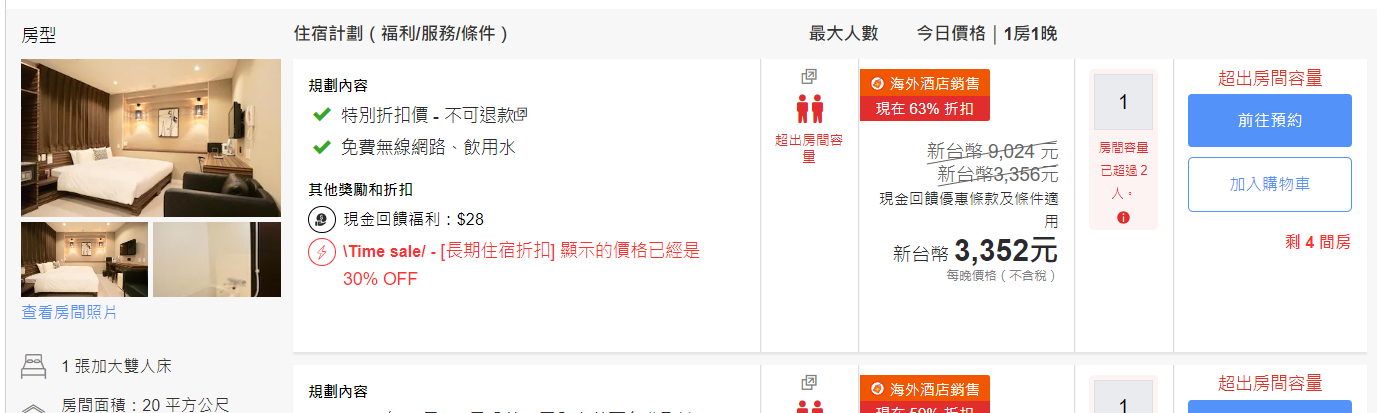 房型
住宿計劃（福利/服務/條件）
最大人數
今日價格｜1房1晚
規劃內容
特別折扣價 - 不可退款
免費無線網路、飲用水
其他獎勵和折扣
現金回饋福利：$28
\Time sale/ - [長期住宿折扣] 顯示的價格已經是
30% OFF
超出房間容
量
海外酒店銷售
現在 63% 折扣
新台幣 9,024 元
新台幣3,356元
現金回饋優惠條款及條件適
用
新台幣 3,352元
每晚價格（不含稅）
1
房間容量
已超過 2
人。
超出房間容量
前往預約
加入購物車
剩 4 間房
查看房間照片
1 張加大雙人床
房間面積：20 平方公尺
規劃內容
海外酒店銷售
現在 50% 折扣
1
超出房間容量